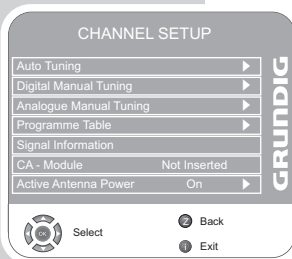 CHANNEL SETUP
Auto Tuning
Digital Manual Tuning
Analogue Manual Tuning
Programme Table
Signal Information
CA - Module Not Inserted
Active Antenna Power On
GRUNDIG
OK Select
Z Back
i Exit